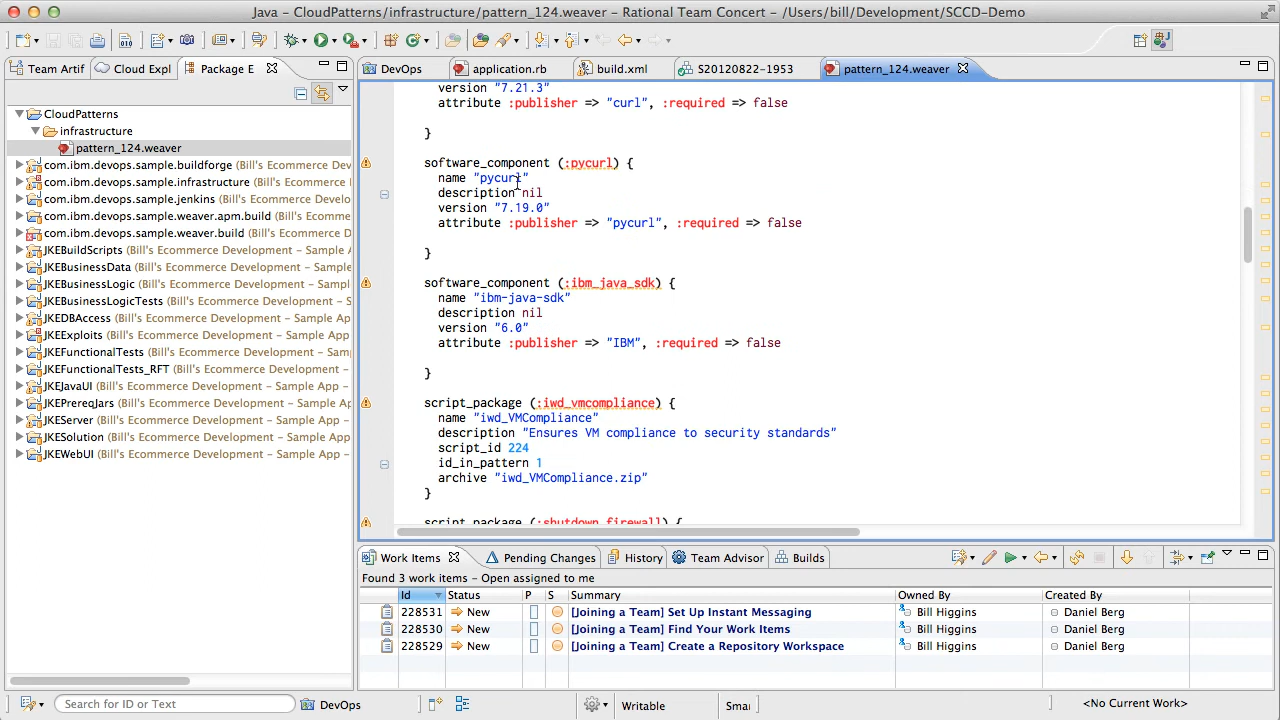 Java – CloudPatterns/infrastructure/pattern_124.weaver – Rational Team Concert – /Users/bill/Development/SCCD-Demo
Team Artif
Cloud Expl
Package E
DevOps
application.rb
build.xml
S20120822-1953
pattern_124.weaver
CloudPatterns
infrastructure
pattern_124.weaver
com.ibm.devops.sample.buildforge (Bill's Ecommerce Dev
com.ibm.devops.sample.infrastructure (Bill's Ecommerce
com.ibm.devops.sample.jenkins (Bill's Ecommerce Develo
com.ibm.devops.sample.weaver.apm.build (Bill's Ecomm
com.ibm.devops.sample.weaver.build (Bill's Ecommerce D
JKEBuildScripts (Bill's Ecommerce Development – Sample A
JKEBusinessData (Bill's Ecommerce Development – Sample
JKEBusinessLogic (Bill's Ecommerce Development – Sample
JKEBusinessLogicTests (Bill's Ecommerce Development – S
JKEDBAccess (Bill's Ecommerce Development – Sample App
JKEExploits (Bill's Ecommerce Development – Sample App
JKEFunctionalTests (Bill's Ecommerce Development – Sam
JKEFunctionalTests_RFT (Bill's Ecommerce Development –
JKEJavaUI (Bill's Ecommerce Development – Sample App –
JKEPrereqJars (Bill's Ecommerce Development – Sample Ap
JKEServer (Bill's Ecommerce Development – Sample App –
JKESolution (Bill's Ecommerce Development – Sample App
JKEWebUI (Bill's Ecommerce Development – Sample App –
version "7.21.3"
attribute :publisher => "curl", :required => false
}
software_component (:pycurl) {
name "pycurl"
description nil
version "7.19.0"
attribute :publisher => "pycurl", :required => false
}
software_component (:ibm_java_sdk) {
name "ibm-java-sdk"
description nil
version "6.0"
attribute :publisher => "IBM", :required => false
}
script_package (:iwd_vmcompliance) {
name "iwd_VMCompliance"
description "Ensures VM compliance to security standards"
script_id 224
id_in_pattern 1
archive "iwd_VMCompliance.zip"
}
script_package (:shutdown_firewall) {
Work Items
Pending Changes
History
Team Advisor
Builds
Found 3 work items – Open assigned to me
Id Status P S Summary Owned By Created By
228531 New [Joining a Team] Set Up Instant Messaging Bill Higgins Daniel Berg
228530 New [Joining a Team] Find Your Work Items Bill Higgins Daniel Berg
228529 New [Joining a Team] Create a Repository Workspace Bill Higgins Daniel Berg
Search for ID or Text
DevOps
Writable
Smai
<No Current Work>